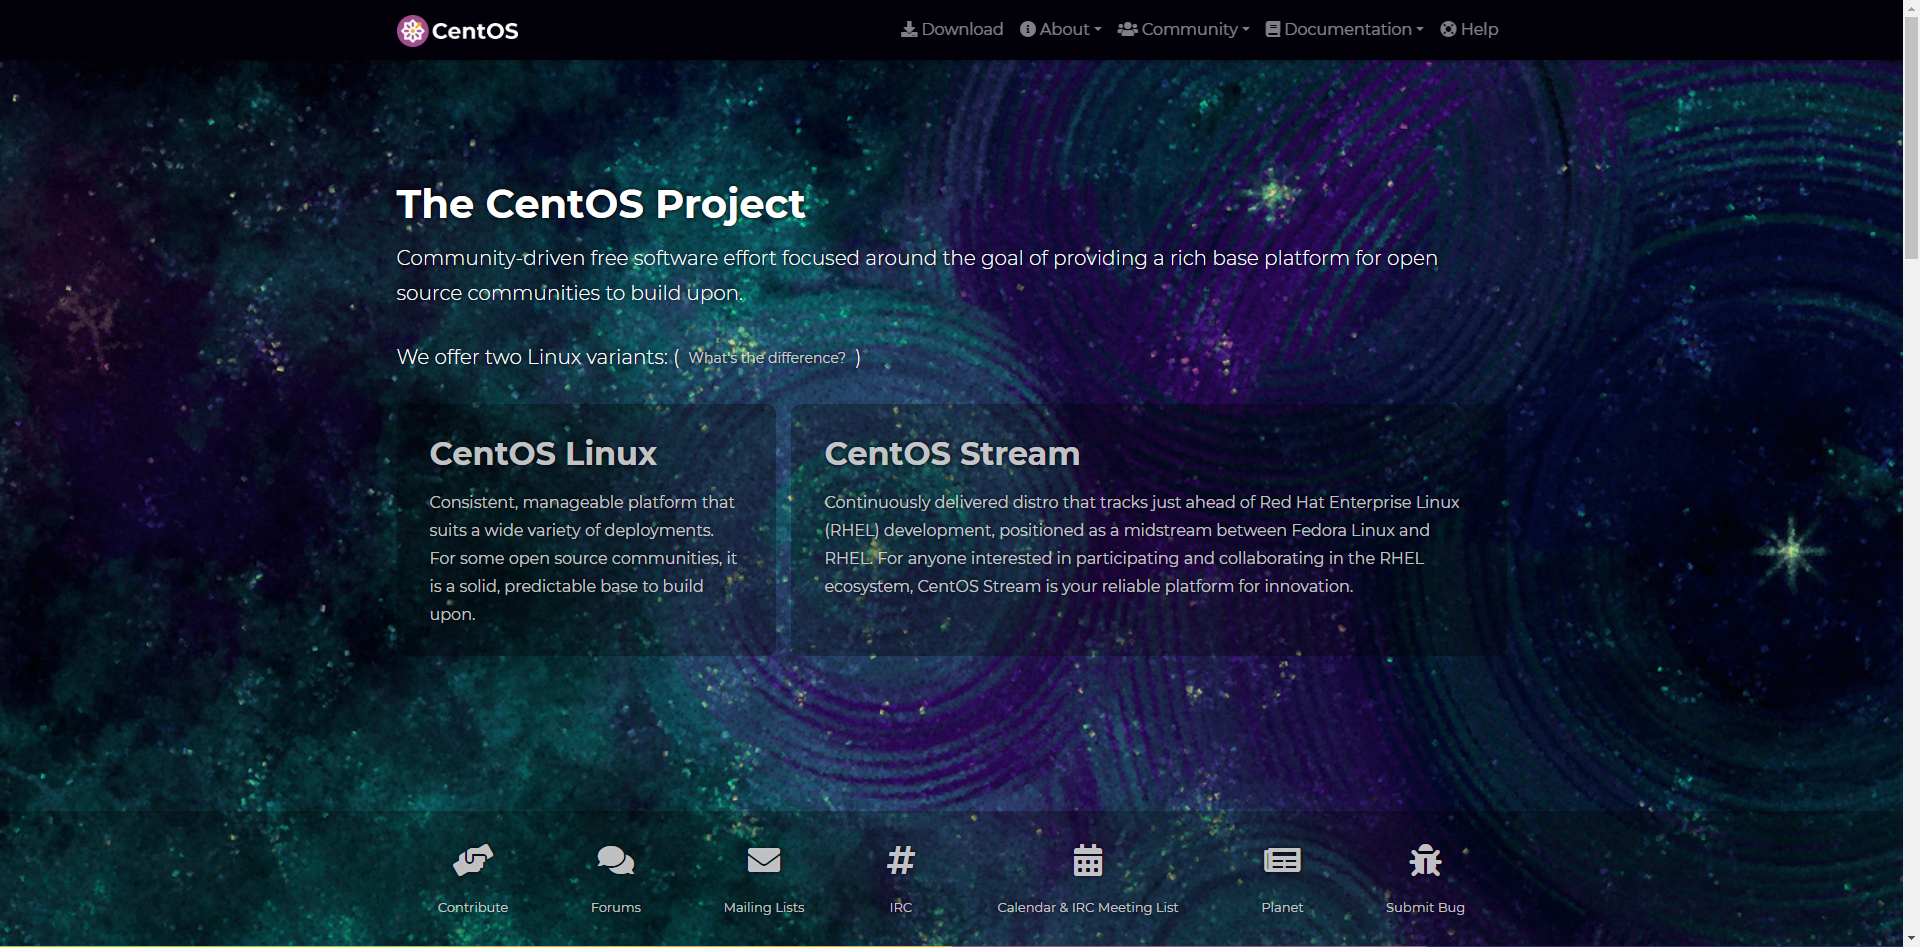 CentOS
Download About Community Documentation Help
The CentOS Project
Community-driven free software effort focused around the goal of providing a rich base platform for open
source communities to build upon.
We offer two Linux variants: ( What's the difference? )
CentOS Linux
Consistent, manageable platform that
suits a wide variety of deployments.
For some open source communities, it
is a solid, predictable base to build
upon.
CentOS Stream
Continuously delivered distro that tracks just ahead of Red Hat Enterprise Linux
(RHEL) development, positioned as a midstream between Fedora Linux and
RHEL. For anyone interested in participating and collaborating in the RHEL
ecosystem, CentOS Stream is your reliable platform for innovation.
Contribute
Forums
Mailing Lists
IRC
Calendar & IRC Meeting List
Planet
Submit Bug